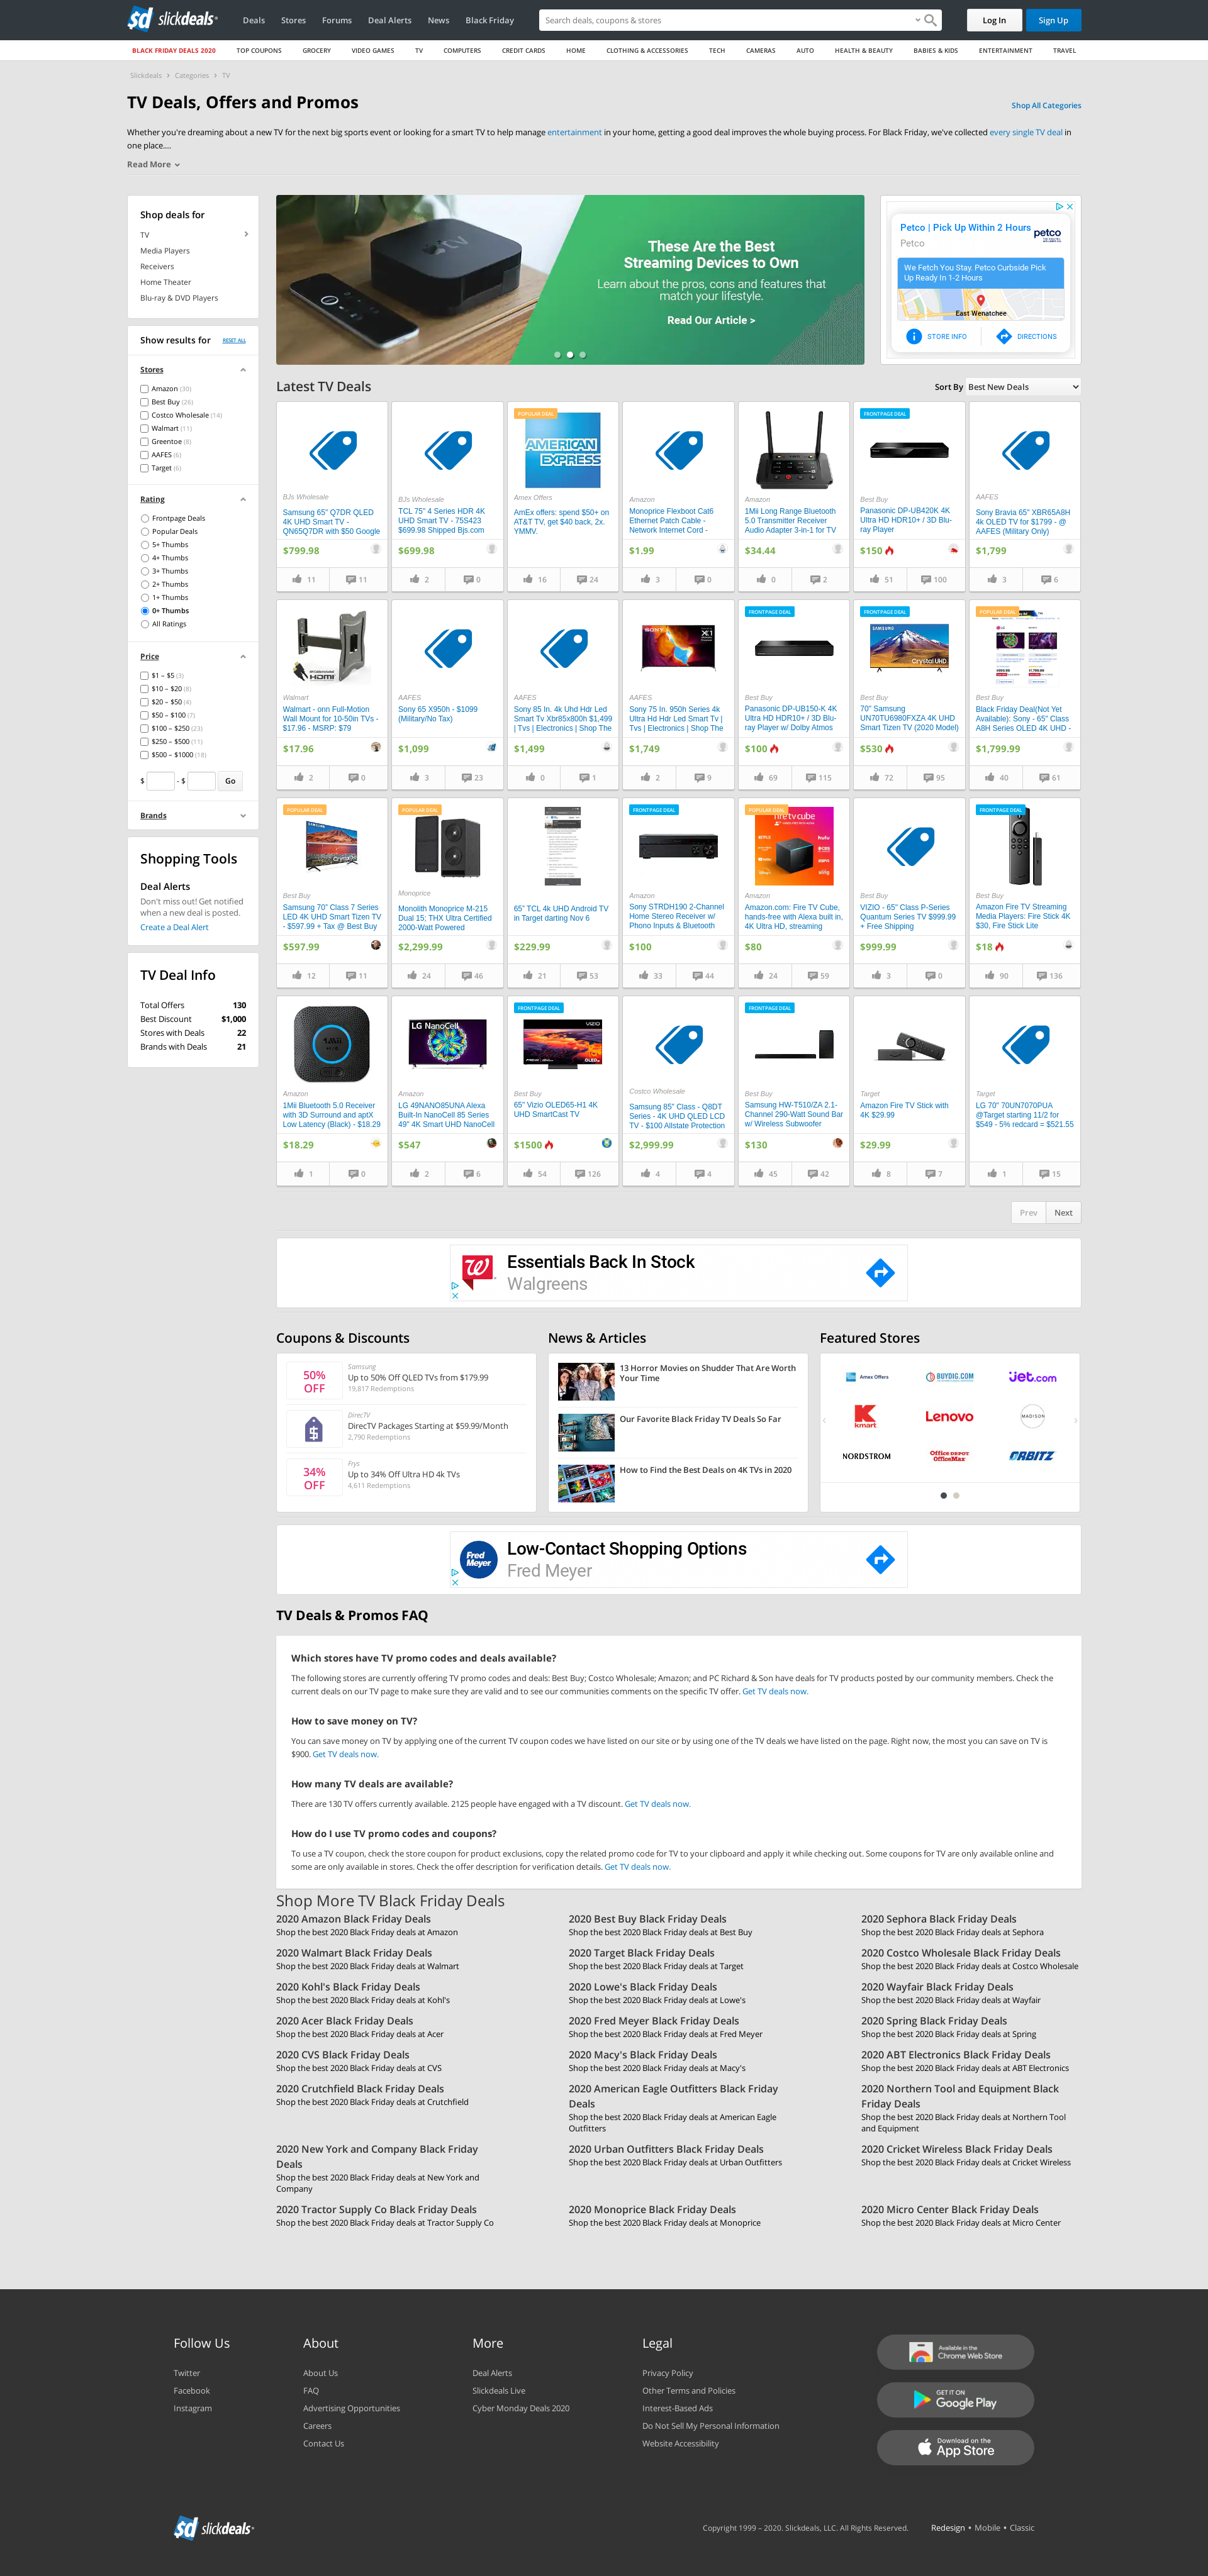 sd slickdeals
Deals Stores Forums Deal Alerts News Black Friday
Search deals, coupons & stores
Log In
Sign Up
BLACK FRIDAY DEALS 2020 TOP COUPONS GROCERY VIDEO GAMES TV COMPUTERS CREDIT CARDS HOME CLOTHING & ACCESSORIES TECH CAMERAS AUTO HEALTH & BEAUTY BABIES & KIDS ENTERTAINMENT TRAVEL
Slickdeals › Categories › TV
TV Deals, Offers and Promos
Shop All Categories
Whether you're dreaming about a new TV for the next big sports event or looking for a smart TV to help manage entertainment in your home, getting a good deal improves the whole buying process. For Black Friday, we've collected every single TV deal in
one place....
Read More
Shop deals for
TV
Media Players
Receivers
Home Theater
Blu-ray & DVD Players
Show results for
RESET ALL
Stores
Amazon (30)
Best Buy (26)
Costco Wholesale (14)
Walmart (11)
Greentoe (8)
AAFES (6)
Target (6)
Rating
Frontpage Deals
Popular Deals
5+ Thumbs
4+ Thumbs
3+ Thumbs
2+ Thumbs
1+ Thumbs
0+ Thumbs
All Ratings
Price
$1 – $5 (3)
$10 – $20 (8)
$20 – $50 (4)
$50 – $100 (7)
$100 – $250 (23)
$250 – $500 (11)
$500 – $1000 (18)
$ - $ Go
Brands
Shopping Tools
Deal Alerts
Don't miss out! Get notified
when a new deal is posted.
Create a Deal Alert
TV Deal Info
Total Offers 130
Best Discount $1,000
Stores with Deals 22
Brands with Deals 21
These Are the Best
Streaming Devices to Own
Learn about the pros, cons and features that
match your lifestyle.
Read Our Article >
Petco | Pick Up Within 2 Hours
Petco
petco
We Fetch You Stay. Petco Curbside Pick
Up Ready In 1-2 Hours
East Wenatchee
STORE INFO
DIRECTIONS
Latest TV Deals
Sort By Best New Deals
BJs Wholesale
Samsung 65" Q7DR QLED
4K UHD Smart TV -
QN65Q7DR with $50 Google
$799.98
11 11
BJs Wholesale
TCL 75" 4 Series HDR 4K
UHD Smart TV - 75S423
$699.98 Shipped Bjs.com
$699.98
2 0
POPULAR DEAL
AMERICAN
EXPRESS
Amex Offers
AmEx offers: spend $50+ on
AT&T TV, get $40 back, 2x.
YMMV.
16 24
Amazon
Monoprice Flexboot Cat6
Ethernet Patch Cable -
Network Internet Cord -
$1.99
3 0
Amazon
1Mii Long Range Bluetooth
5.0 Transmitter Receiver
Audio Adapter 3-in-1 for TV
$34.44
0 2
FRONTPAGE DEAL
Best Buy
Panasonic DP-UB420K 4K
Ultra HD HDR10+ / 3D Blu-
ray Player
$150
51 100
AAFES
Sony Bravia 65" XBR65A8H
4k OLED TV for $1799 - @
AAFES (Military Only)
$1,799
3 6
HDMI
Walmart
Walmart - onn Full-Motion
Wall Mount for 10-50in TVs -
$17.96 - MSRP: $79
$17.96
2 0
AAFES
Sony 65 X950h - $1099
(Military/No Tax)
$1,099
3 23
AAFES
Sony 85 In. 4k Uhd Hdr Led
Smart Tv Xbr85x800h $1,499
| Tvs | Electronics | Shop The
$1,499
0 1
SONY
X1
AAFES
Sony 75 In. 950h Series 4k
Ultra Hd Hdr Led Smart Tv |
Tvs | Electronics | Shop The
$1,749
2 9
FRONTPAGE DEAL
Best Buy
Panasonic DP-UB150-K 4K
Ultra HD HDR10+ / 3D Blu-
ray Player w/ Dolby Atmos
$100
69 115
FRONTPAGE DEAL
SAMSUNG
Crystal UHD
Best Buy
70" Samsung
UN70TU6980FXZA 4K UHD
Smart Tizen TV (2020 Model)
$530
72 95
POPULAR DEAL
Best Buy
Black Friday Deal(Not Yet
Available): Sony - 65" Class
A8H Series OLED 4K UHD -
$1,799.99
40 61
POPULAR DEAL
SAMSUNG
Crystal
Best Buy
Samsung 70" Class 7 Series
LED 4K UHD Smart Tizen TV
- $597.99 + Tax @ Best Buy
$597.99
12 11
POPULAR DEAL
Monoprice
Monolith Monoprice M-215
Dual 15; THX Ultra Certified
2000-Watt Powered
$2,299.99
24 46
65" TCL 4k UHD Android TV
in Target darting Nov 6
$229.99
21 53
FRONTPAGE DEAL
Amazon
Sony STRDH190 2-Channel
Home Stereo Receiver w/
Phono Inputs & Bluetooth
$100
33 44
POPULAR DEAL
fire tv cube
NETFLIX
hulu
HBO
Amazon
Amazon.com: Fire TV Cube,
hands-free with Alexa built in,
4K Ultra HD, streaming
$80
24 59
Best Buy
VIZIO - 65" Class P-Series
Quantum Series TV $999.99
+ Free Shipping
$999.99
3 0
FRONTPAGE DEAL
Best Buy
Amazon Fire TV Streaming
Media Players: Fire Stick 4K
$30, Fire Stick Lite
$18
90 136
1Mii
Amazon
1Mii Bluetooth 5.0 Receiver
with 3D Surround and aptX
Low Latency (Black) - $18.29
$18.29
1 0
LG NanoCell
Amazon
LG 49NANO85UNA Alexa
Built-In NanoCell 85 Series
49" 4K Smart UHD NanoCell
$547
2 6
FRONTPAGE DEAL
VIZIO
OLED
Best Buy
65" Vizio OLED65-H1 4K
UHD SmartCast TV
$1500
54 126
Costco Wholesale
Samsung 85" Class - Q8DT
Series - 4K UHD QLED LCD
TV - $100 Allstate Protection
$2,999.99
4 4
FRONTPAGE DEAL
Best Buy
Samsung HW-T510/ZA 2.1-
Channel 290-Watt Sound Bar
w/ Wireless Subwoofer
$130
45 42
Target
Amazon Fire TV Stick with
4K $29.99
$29.99
8 7
Target
LG 70" 70UN7070PUA
@Target starting 11/2 for
$549 - 5% redcard = $521.55
1 15
Prev Next
Essentials Back In Stock
Walgreens
Coupons & Discounts
50%
OFF
Samsung
Up to 50% Off QLED TVs from $179.99
19,817 Redemptions
DirecTV
DirecTV Packages Starting at $59.99/Month
2,790 Redemptions
34%
OFF
Frys
Up to 34% Off Ultra HD 4k TVs
4,611 Redemptions
News & Articles
13 Horror Movies on Shudder That Are Worth
Your Time
Our Favorite Black Friday TV Deals So Far
How to Find the Best Deals on 4K TVs in 2020
Featured Stores
Amex Offers
BUYDIG.COM
jet.com
kmart
Lenovo
MADISON
NORDSTROM
Office DEPOT
OfficeMax
ORBITZ
Fred
Meyer
Low-Contact Shopping Options
Fred Meyer
TV Deals & Promos FAQ
Which stores have TV promo codes and deals available?
The following stores are currently offering TV promo codes and deals: Best Buy; Costco Wholesale; Amazon; and PC Richard & Son have deals for TV products posted by our community members. Check the
current deals on our TV page to make sure they are valid and to see our communities comments on the specific TV offer. Get TV deals now.
How to save money on TV?
You can save money on TV by applying one of the current TV coupon codes we have listed on our site or by using one of the TV deals we have listed on the page. Right now, the most you can save on TV is
$900. Get TV deals now.
How many TV deals are available?
There are 130 TV offers currently available. 2125 people have engaged with a TV discount. Get TV deals now.
How do I use TV promo codes and coupons?
To use a TV coupon, check the store coupon for product exclusions, copy the related promo code for TV to your clipboard and apply it while checking out. Some coupons for TV are only available online and
some are only available in stores. Check the offer description for verification details. Get TV deals now.
Shop More TV Black Friday Deals
2020 Amazon Black Friday Deals
Shop the best 2020 Black Friday deals at Amazon
2020 Best Buy Black Friday Deals
Shop the best 2020 Black Friday deals at Best Buy
2020 Sephora Black Friday Deals
Shop the best 2020 Black Friday deals at Sephora
2020 Walmart Black Friday Deals
Shop the best 2020 Black Friday deals at Walmart
2020 Target Black Friday Deals
Shop the best 2020 Black Friday deals at Target
2020 Costco Wholesale Black Friday Deals
Shop the best 2020 Black Friday deals at Costco Wholesale
2020 Kohl's Black Friday Deals
Shop the best 2020 Black Friday deals at Kohl's
2020 Lowe's Black Friday Deals
Shop the best 2020 Black Friday deals at Lowe's
2020 Wayfair Black Friday Deals
Shop the best 2020 Black Friday deals at Wayfair
2020 Acer Black Friday Deals
Shop the best 2020 Black Friday deals at Acer
2020 Fred Meyer Black Friday Deals
Shop the best 2020 Black Friday deals at Fred Meyer
2020 Spring Black Friday Deals
Shop the best 2020 Black Friday deals at Spring
2020 CVS Black Friday Deals
Shop the best 2020 Black Friday deals at CVS
2020 Macy's Black Friday Deals
Shop the best 2020 Black Friday deals at Macy's
2020 ABT Electronics Black Friday Deals
Shop the best 2020 Black Friday deals at ABT Electronics
2020 Crutchfield Black Friday Deals
Shop the best 2020 Black Friday deals at Crutchfield
2020 American Eagle Outfitters Black Friday
Deals
Shop the best 2020 Black Friday deals at American Eagle
Outfitters
2020 Northern Tool and Equipment Black
Friday Deals
Shop the best 2020 Black Friday deals at Northern Tool
and Equipment
2020 New York and Company Black Friday
Deals
Shop the best 2020 Black Friday deals at New York and
Company
2020 Urban Outfitters Black Friday Deals
Shop the best 2020 Black Friday deals at Urban Outfitters
2020 Cricket Wireless Black Friday Deals
Shop the best 2020 Black Friday deals at Cricket Wireless
2020 Tractor Supply Co Black Friday Deals
Shop the best 2020 Black Friday deals at Tractor Supply Co
2020 Monoprice Black Friday Deals
Shop the best 2020 Black Friday deals at Monoprice
2020 Micro Center Black Friday Deals
Shop the best 2020 Black Friday deals at Micro Center
Follow Us
Twitter
Facebook
Instagram
About
About Us
FAQ
Advertising Opportunities
Careers
Contact Us
More
Deal Alerts
Slickdeals Live
Cyber Monday Deals 2020
Legal
Privacy Policy
Other Terms and Policies
Interest-Based Ads
Do Not Sell My Personal Information
Website Accessibility
Available in the
Chrome Web Store
GET IT ON
Google Play
Download on the
App Store
sd slickdeals
Copyright 1999 – 2020. Slickdeals, LLC. All Rights Reserved.
Redesign • Mobile • Classic